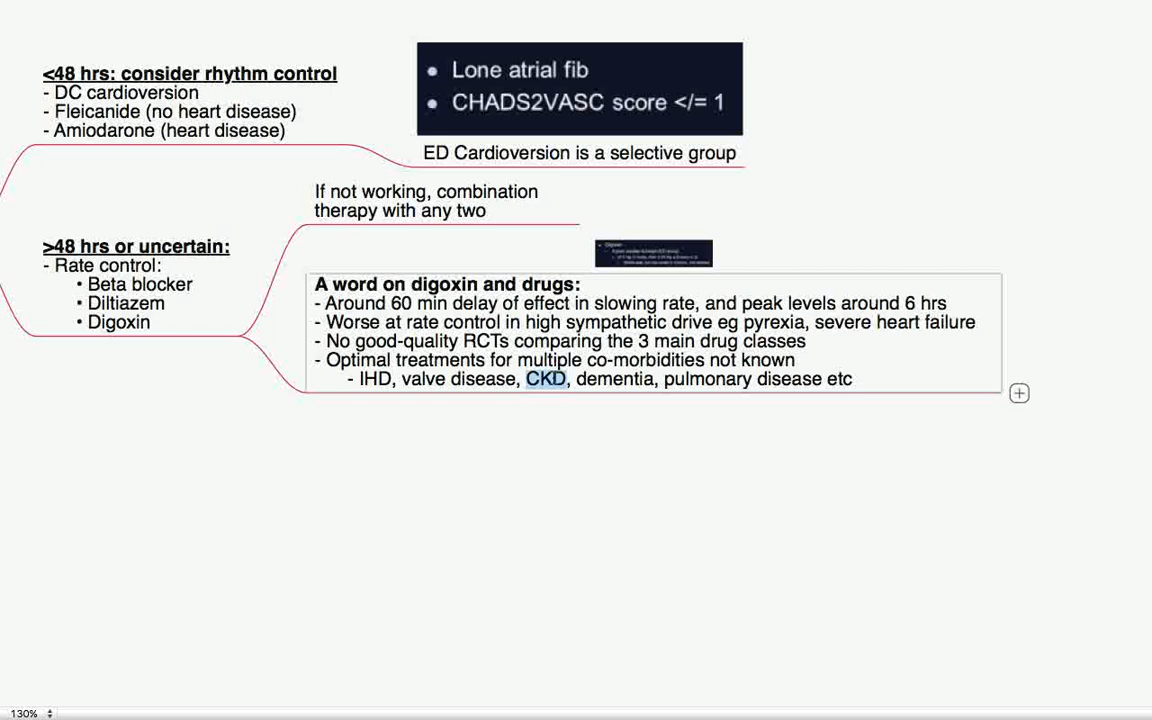 <48 hrs: consider rhythm control
- DC cardioversion
- Fleicanide (no heart disease)
- Amiodarone (heart disease)
• Lone atrial fib
• CHADS2VASC score </= 1
ED Cardioversion is a selective group
If not working, combination
therapy with any two
>48 hrs or uncertain:
- Rate control:
• Beta blocker
• Diltiazem
• Digoxin
A word on digoxin and drugs:
- Around 60 min delay of effect in slowing rate, and peak levels around 6 hrs
- Worse at rate control in high sympathetic drive eg pyrexia, severe heart failure
- No good-quality RCTs comparing the 3 main drug classes
- Optimal treatments for multiple co-morbidities not known
- IHD, valve disease, CKD, dementia, pulmonary disease etc
130%